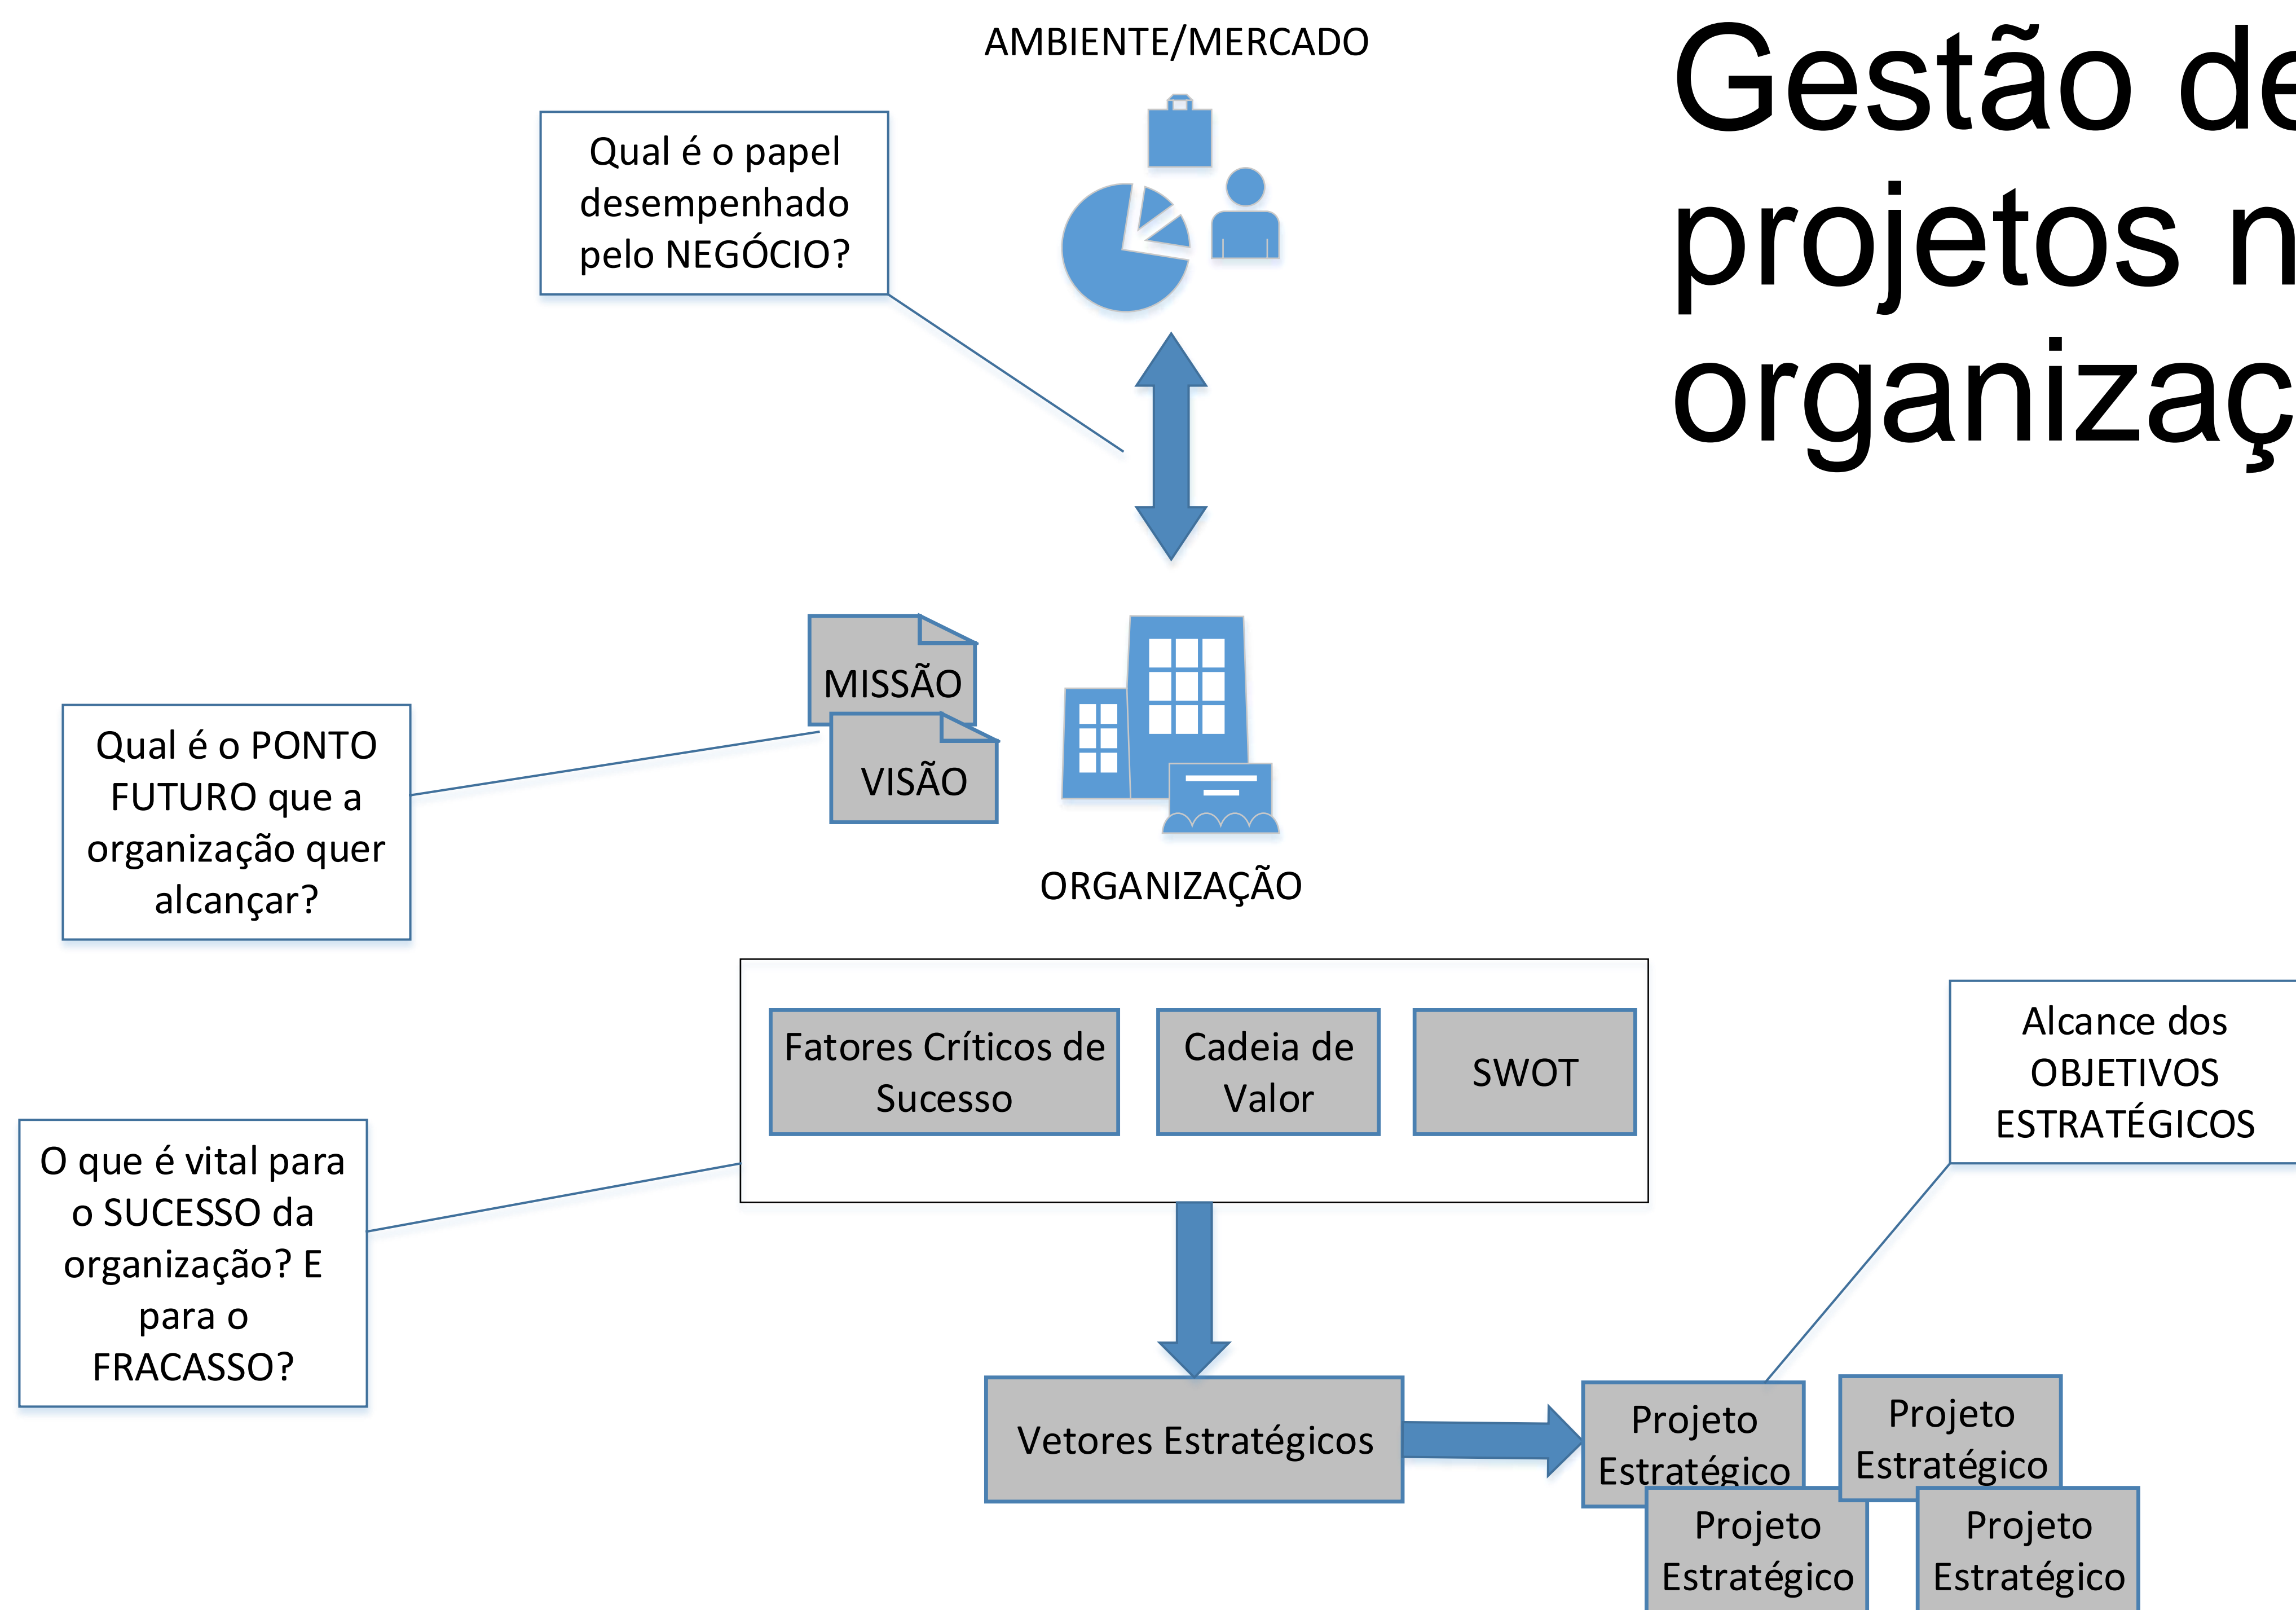 AMBIENTE/MERCADO
Gestão de
projetos n
organizaç
Qual é o papel
desempenhado
pelo NEGÓCIO?
MISSÃO
VISÃO
Qual é o PONTO
FUTURO que a
organização quer
alcançar?
ORGANIZAÇÃO
Fatores Críticos de
Sucesso
Cadeia de
Valor
SWOT
Alcance dos
OBJETIVOS
ESTRATÉGICOS
O que é vital para
o SUCESSO da
organização? E
para o
FRACASSO?
Vetores Estratégicos
Projeto
Estratégico
Projeto
Estratégico
Projeto
Estratégico
Projeto
Estratégico